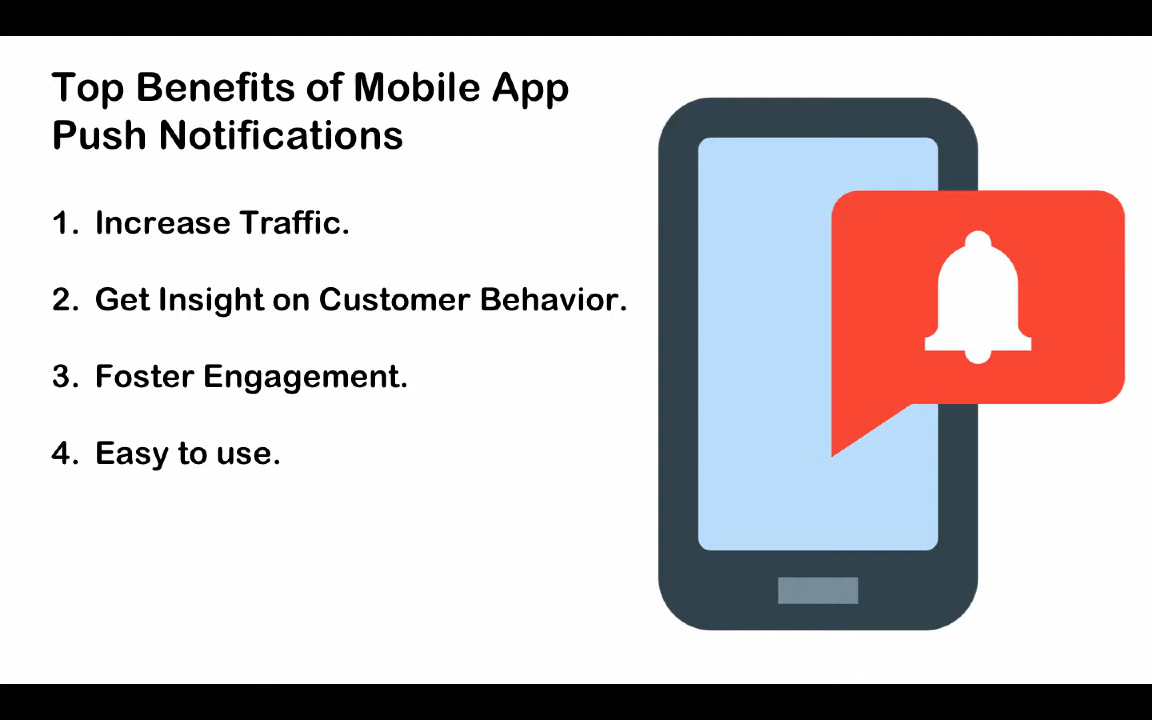 Top Benefits of Mobile App
Push Notifications
1. Increase Traffic.
2. Get Insight on Customer Behavior.
3. Foster Engagement.
4. Easy to use.